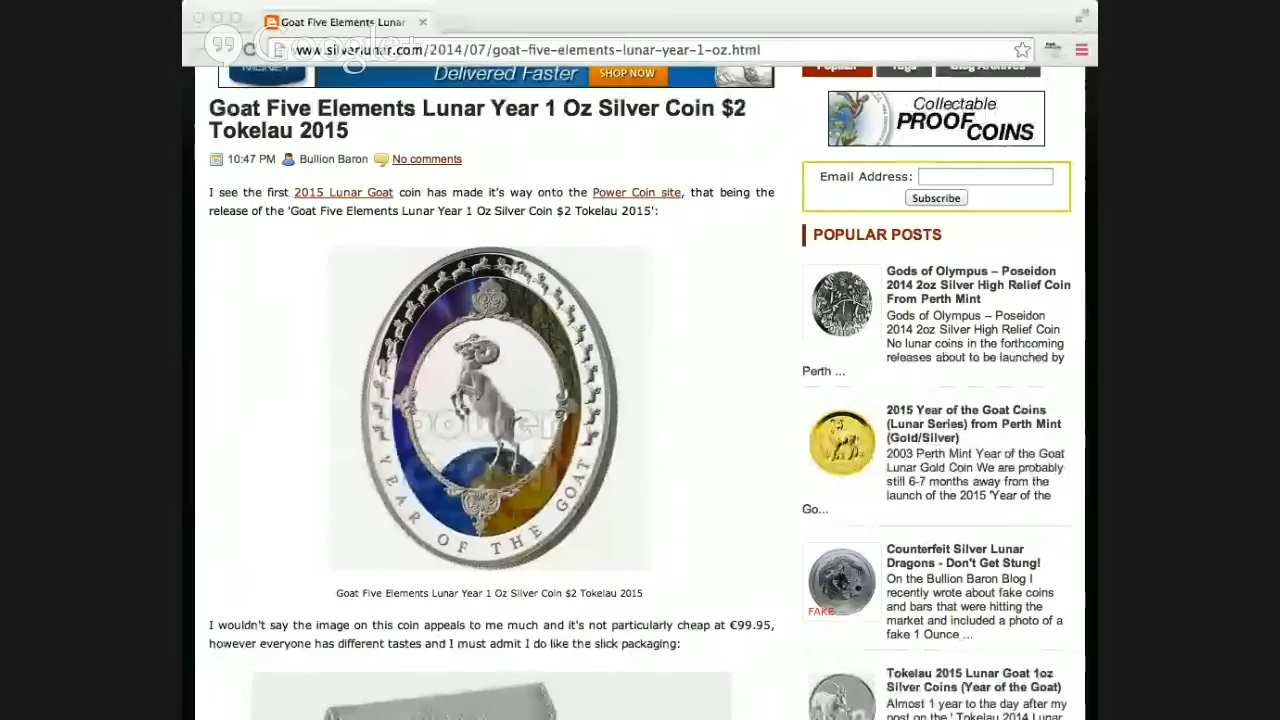 Goat Five Elements Lunar
Google+
www.silverlunar.com/2014/07/goat-five-elements-lunar-year-1-oz.html
MONEY
Delivered Faster
SHOP NOW
Popular
Tags
Blog Archives
Goat Five Elements Lunar Year 1 Oz Silver Coin $2
Tokelau 2015
10:47 PM Bullion Baron No comments
I see the first 2015 Lunar Goat coin has made it's way onto the Power Coin site, that being the
release of the 'Goat Five Elements Lunar Year 1 Oz Silver Coin $2 Tokelau 2015':
power
YEAR OF THE GOAT
Goat Five Elements Lunar Year 1 Oz Silver Coin $2 Tokelau 2015
I wouldn't say the image on this coin appeals to me much and it's not particularly cheap at €99.95,
however everyone has different tastes and I must admit I do like the slick packaging:
Collectable
PROOF
COINS
Email Address:
Subscribe
POPULAR POSTS
Gods of Olympus – Poseidon
2014 2oz Silver High Relief Coin
From Perth Mint
Gods of Olympus – Poseidon
2014 2oz Silver High Relief Coin
No lunar coins in the forthcoming
releases about to be launched by
Perth ...
2015 Year of the Goat Coins
(Lunar Series) from Perth Mint
(Gold/Silver)
2003 Perth Mint Year of the Goat
Lunar Gold Coin We are probably
still 6-7 months away from the
launch of the 2015 'Year of the
Go...
Counterfeit Silver Lunar
Dragons - Don't Get Stung!
On the Bullion Baron Blog I
recently wrote about fake coins
and bars that were hitting the
market and included a photo of a
fake 1 Ounce ...
FAKE
Tokelau 2015 Lunar Goat 1oz
Silver Coins (Year of the Goat)
Almost 1 year to the day after my
post on the ' Tokelau 2014 Lunar